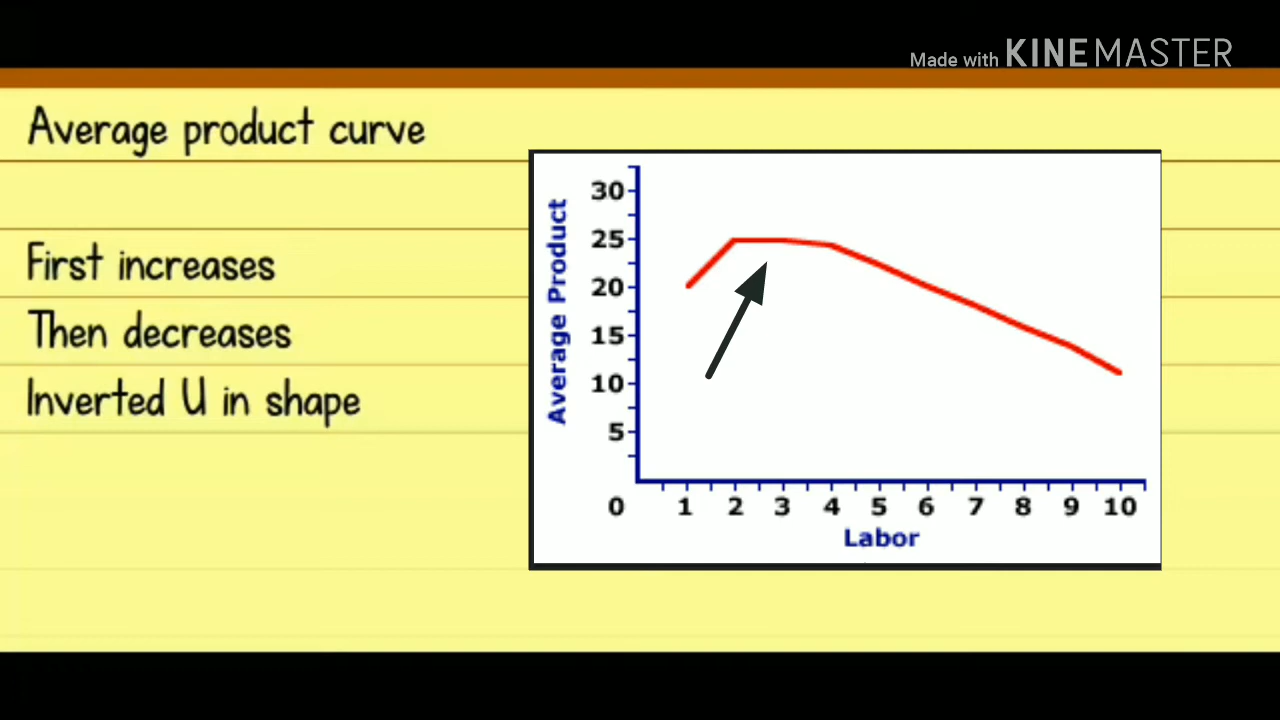 Made with KINEMASTER
Average product curve
First increases
Then decreases
Inverted U in shape
Average Product
30
25
20
15
10
5
0 1 2 3 4 5 6 7 8 9 10
Labor